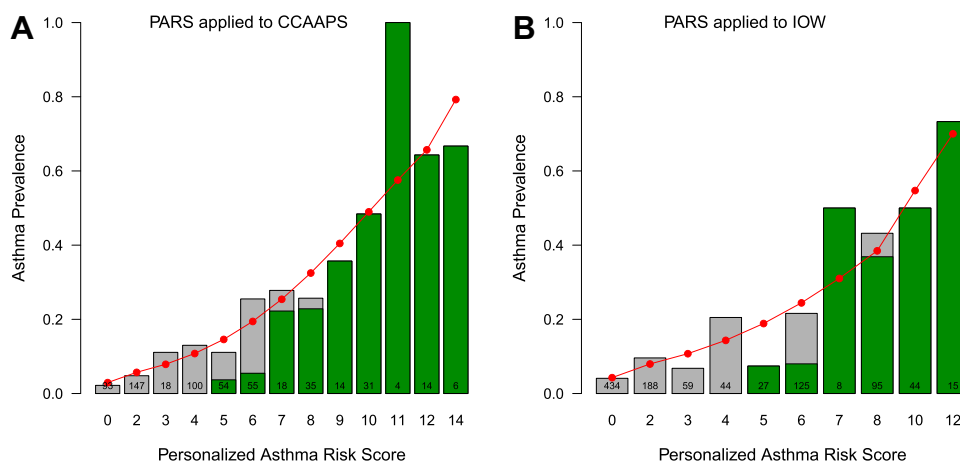 A PARS applied to CCAAPS
1.0
0.8
0.6
0.4
0.2
0.0
Asthma Prevalence
93 147 18 100 54 55 18 35 14 31 4 14 6
0 2 3 4 5 6 7 8 9 10 11 12 14
Personalized Asthma Risk Score
B PARS applied to IOW
1.0
0.8
0.6
0.4
0.2
0.0
Asthma Prevalence
434 188 59 44 27 125 8 95 44 15
0 2 3 4 5 6 7 8 10 12
Personalized Asthma Risk Score